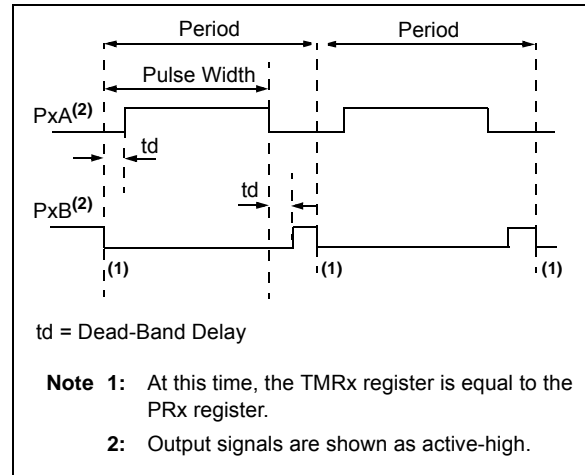 Period Period
Pulse Width
PxA(2)
td
td
PxB(2)
(1) (1) (1)
td = Dead-Band Delay
Note 1: At this time, the TMRx register is equal to the
PRx register.
2: Output signals are shown as active-high.